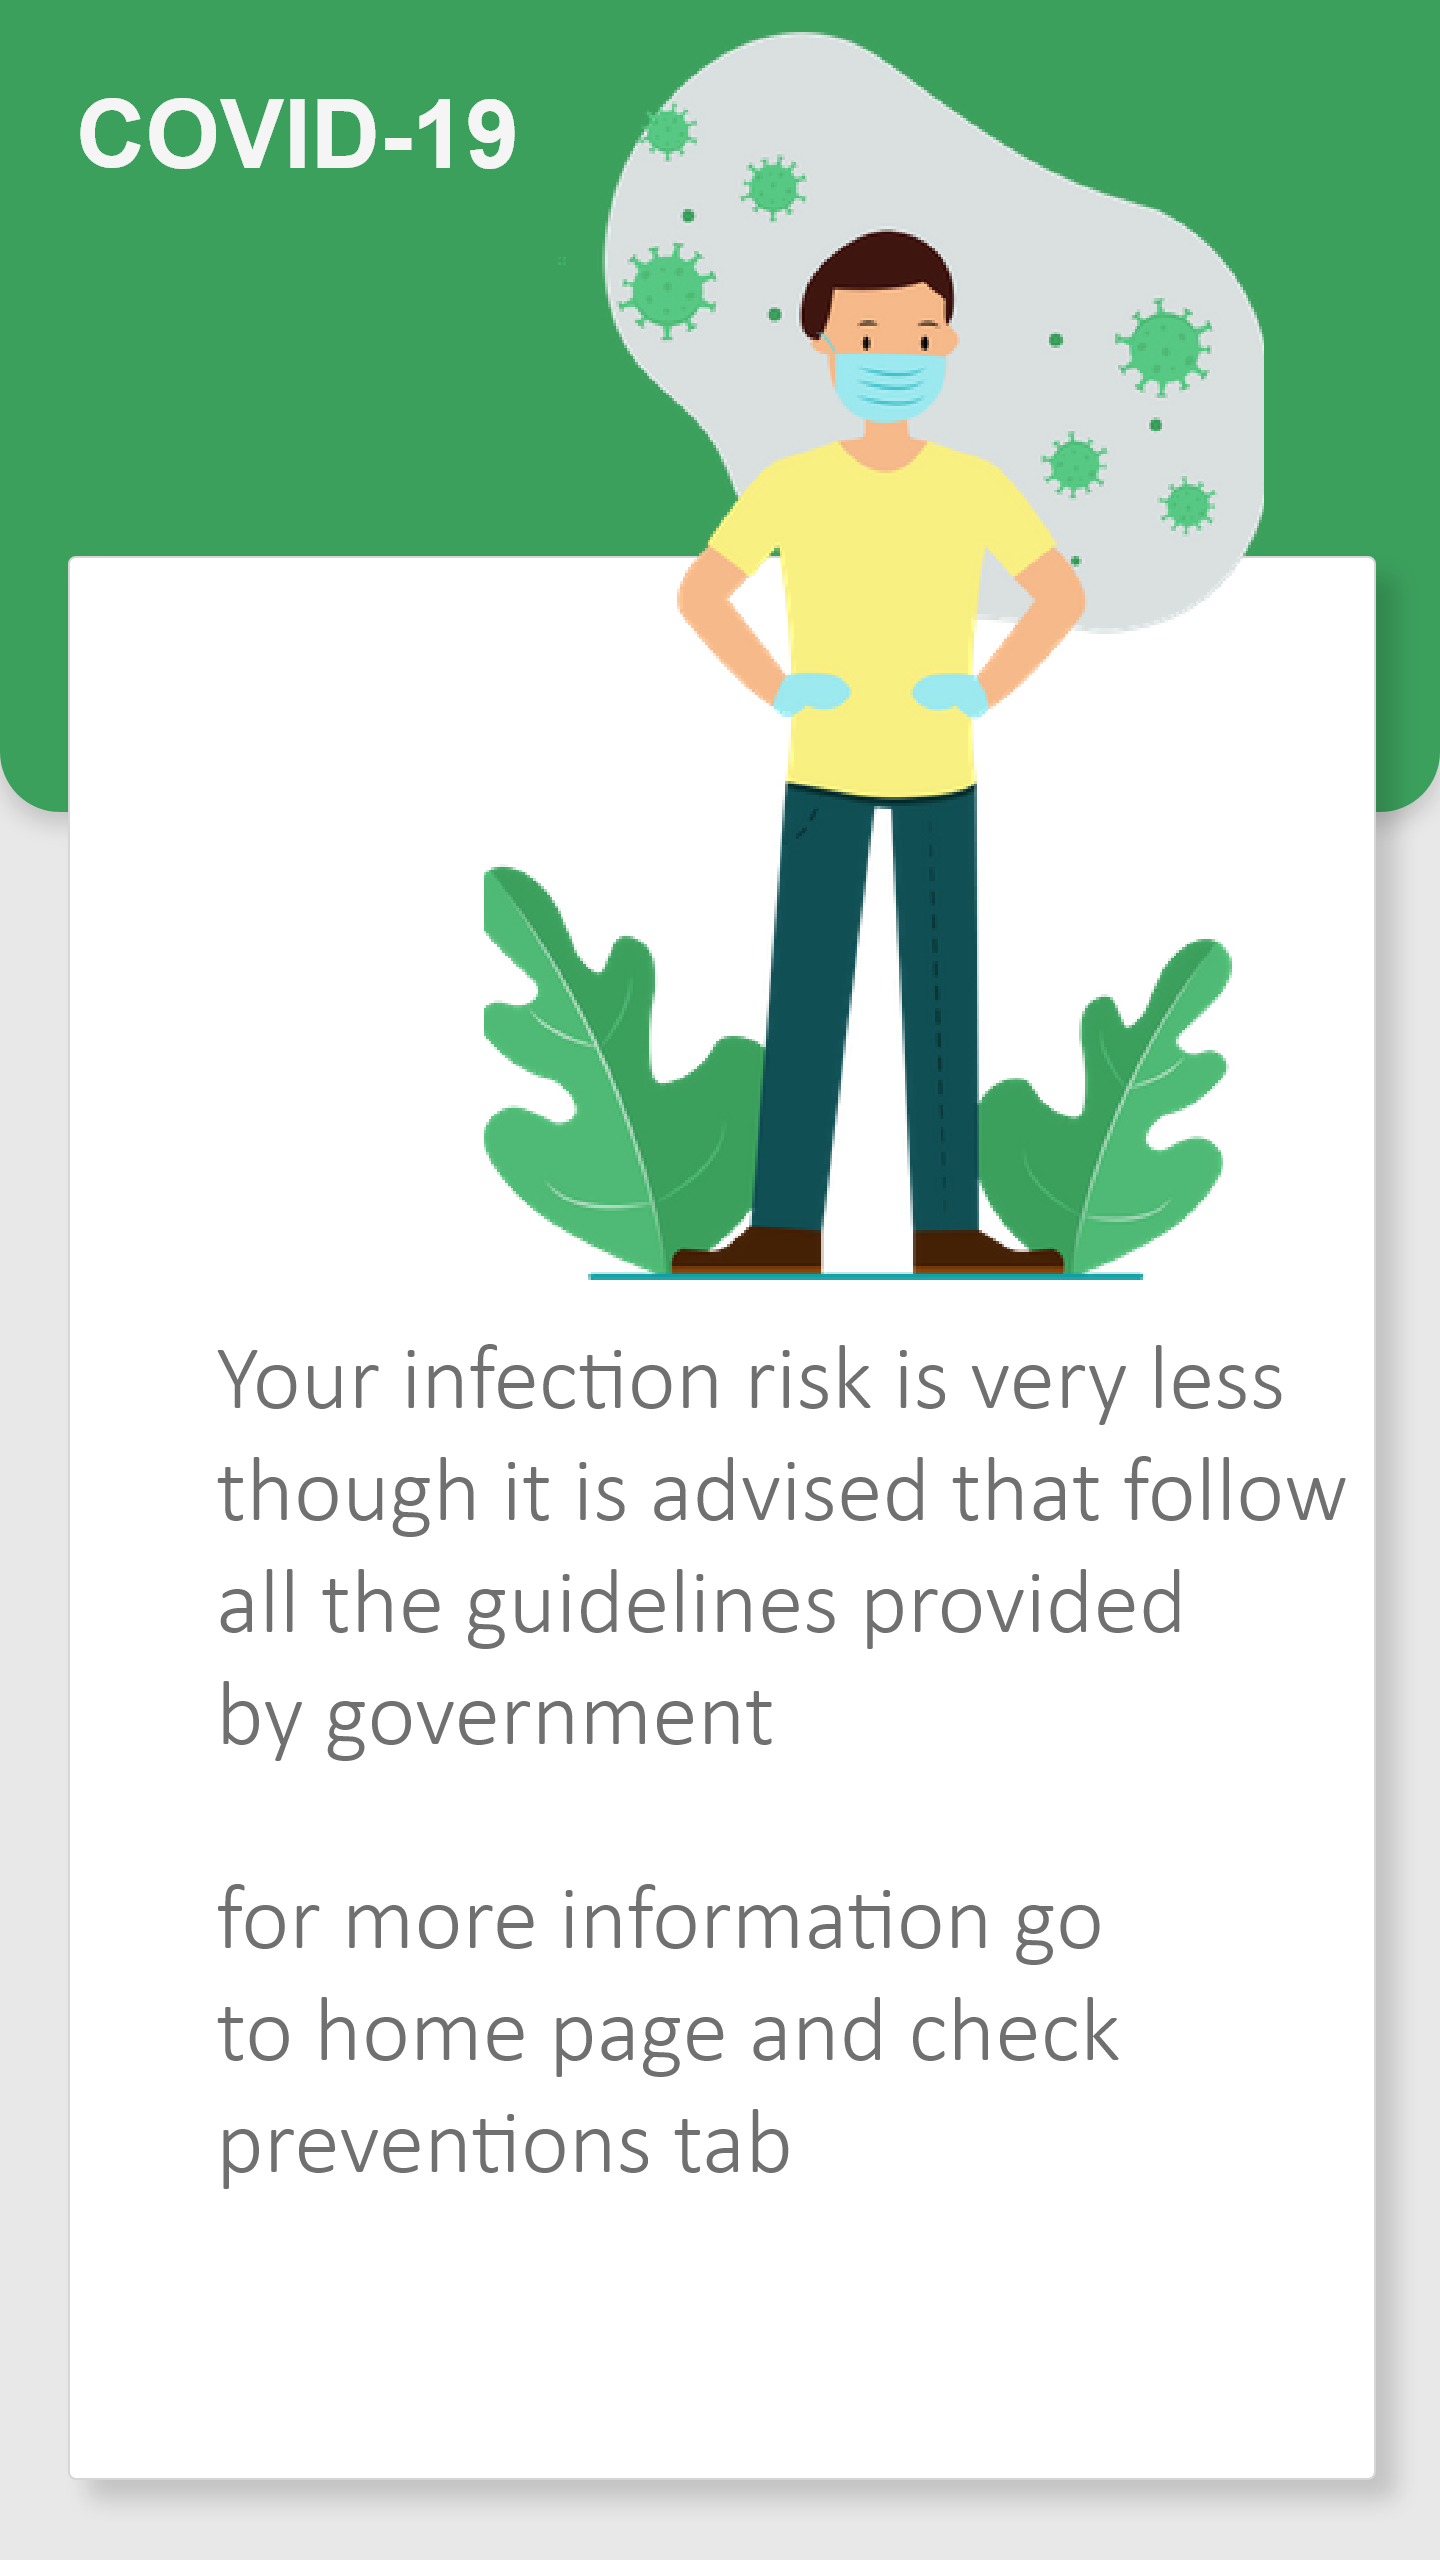 COVID-19
Your infection risk is very less
though it is advised that follow
all the guidelines provided
by government
for more information go
to home page and check
preventions tab